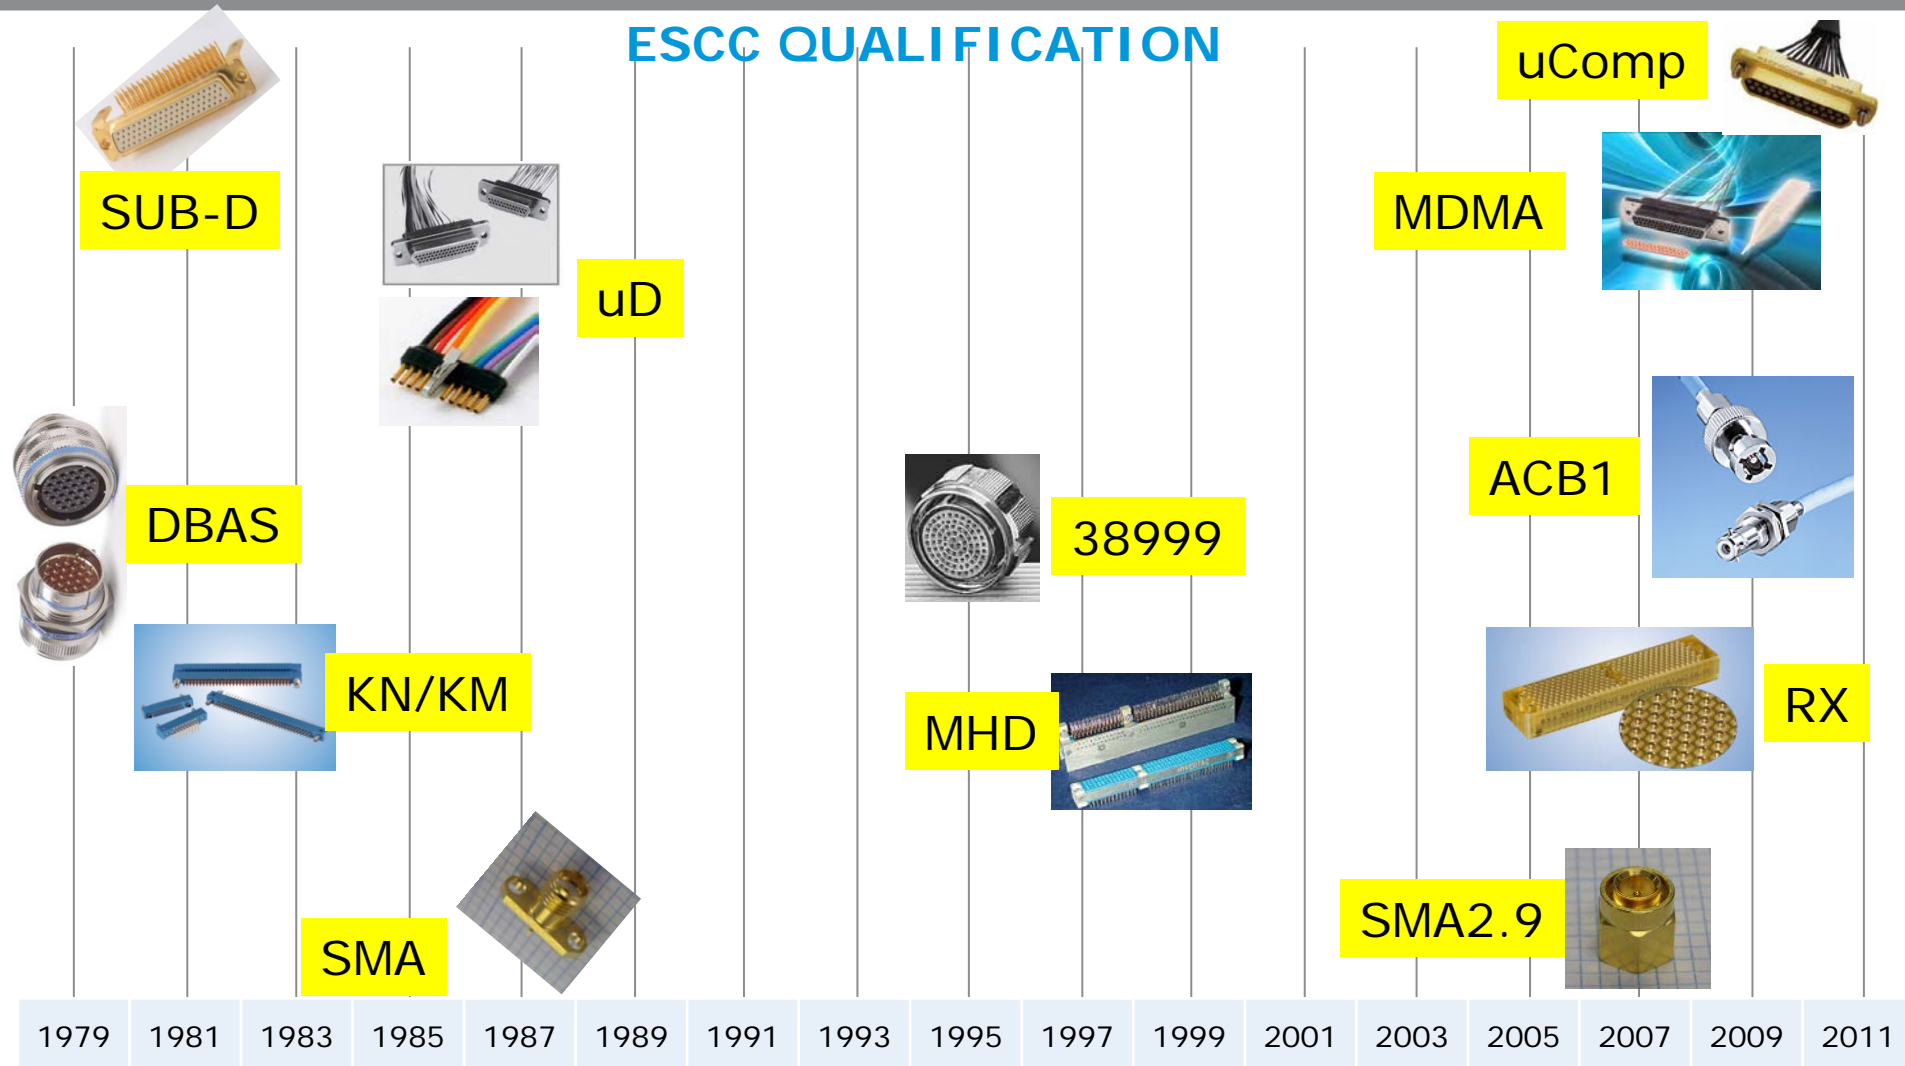 ESCC QUALIFICATION
uComp
SUB-D
MDMA
uD
ACB1
DBAS
38999
KN/KM
MHD
RX
SMA
SMA2.9
1979 1981 1983 1985 1987 1989 1991 1993 1995 1997 1999 2001 2003 2005 2007 2009 2011